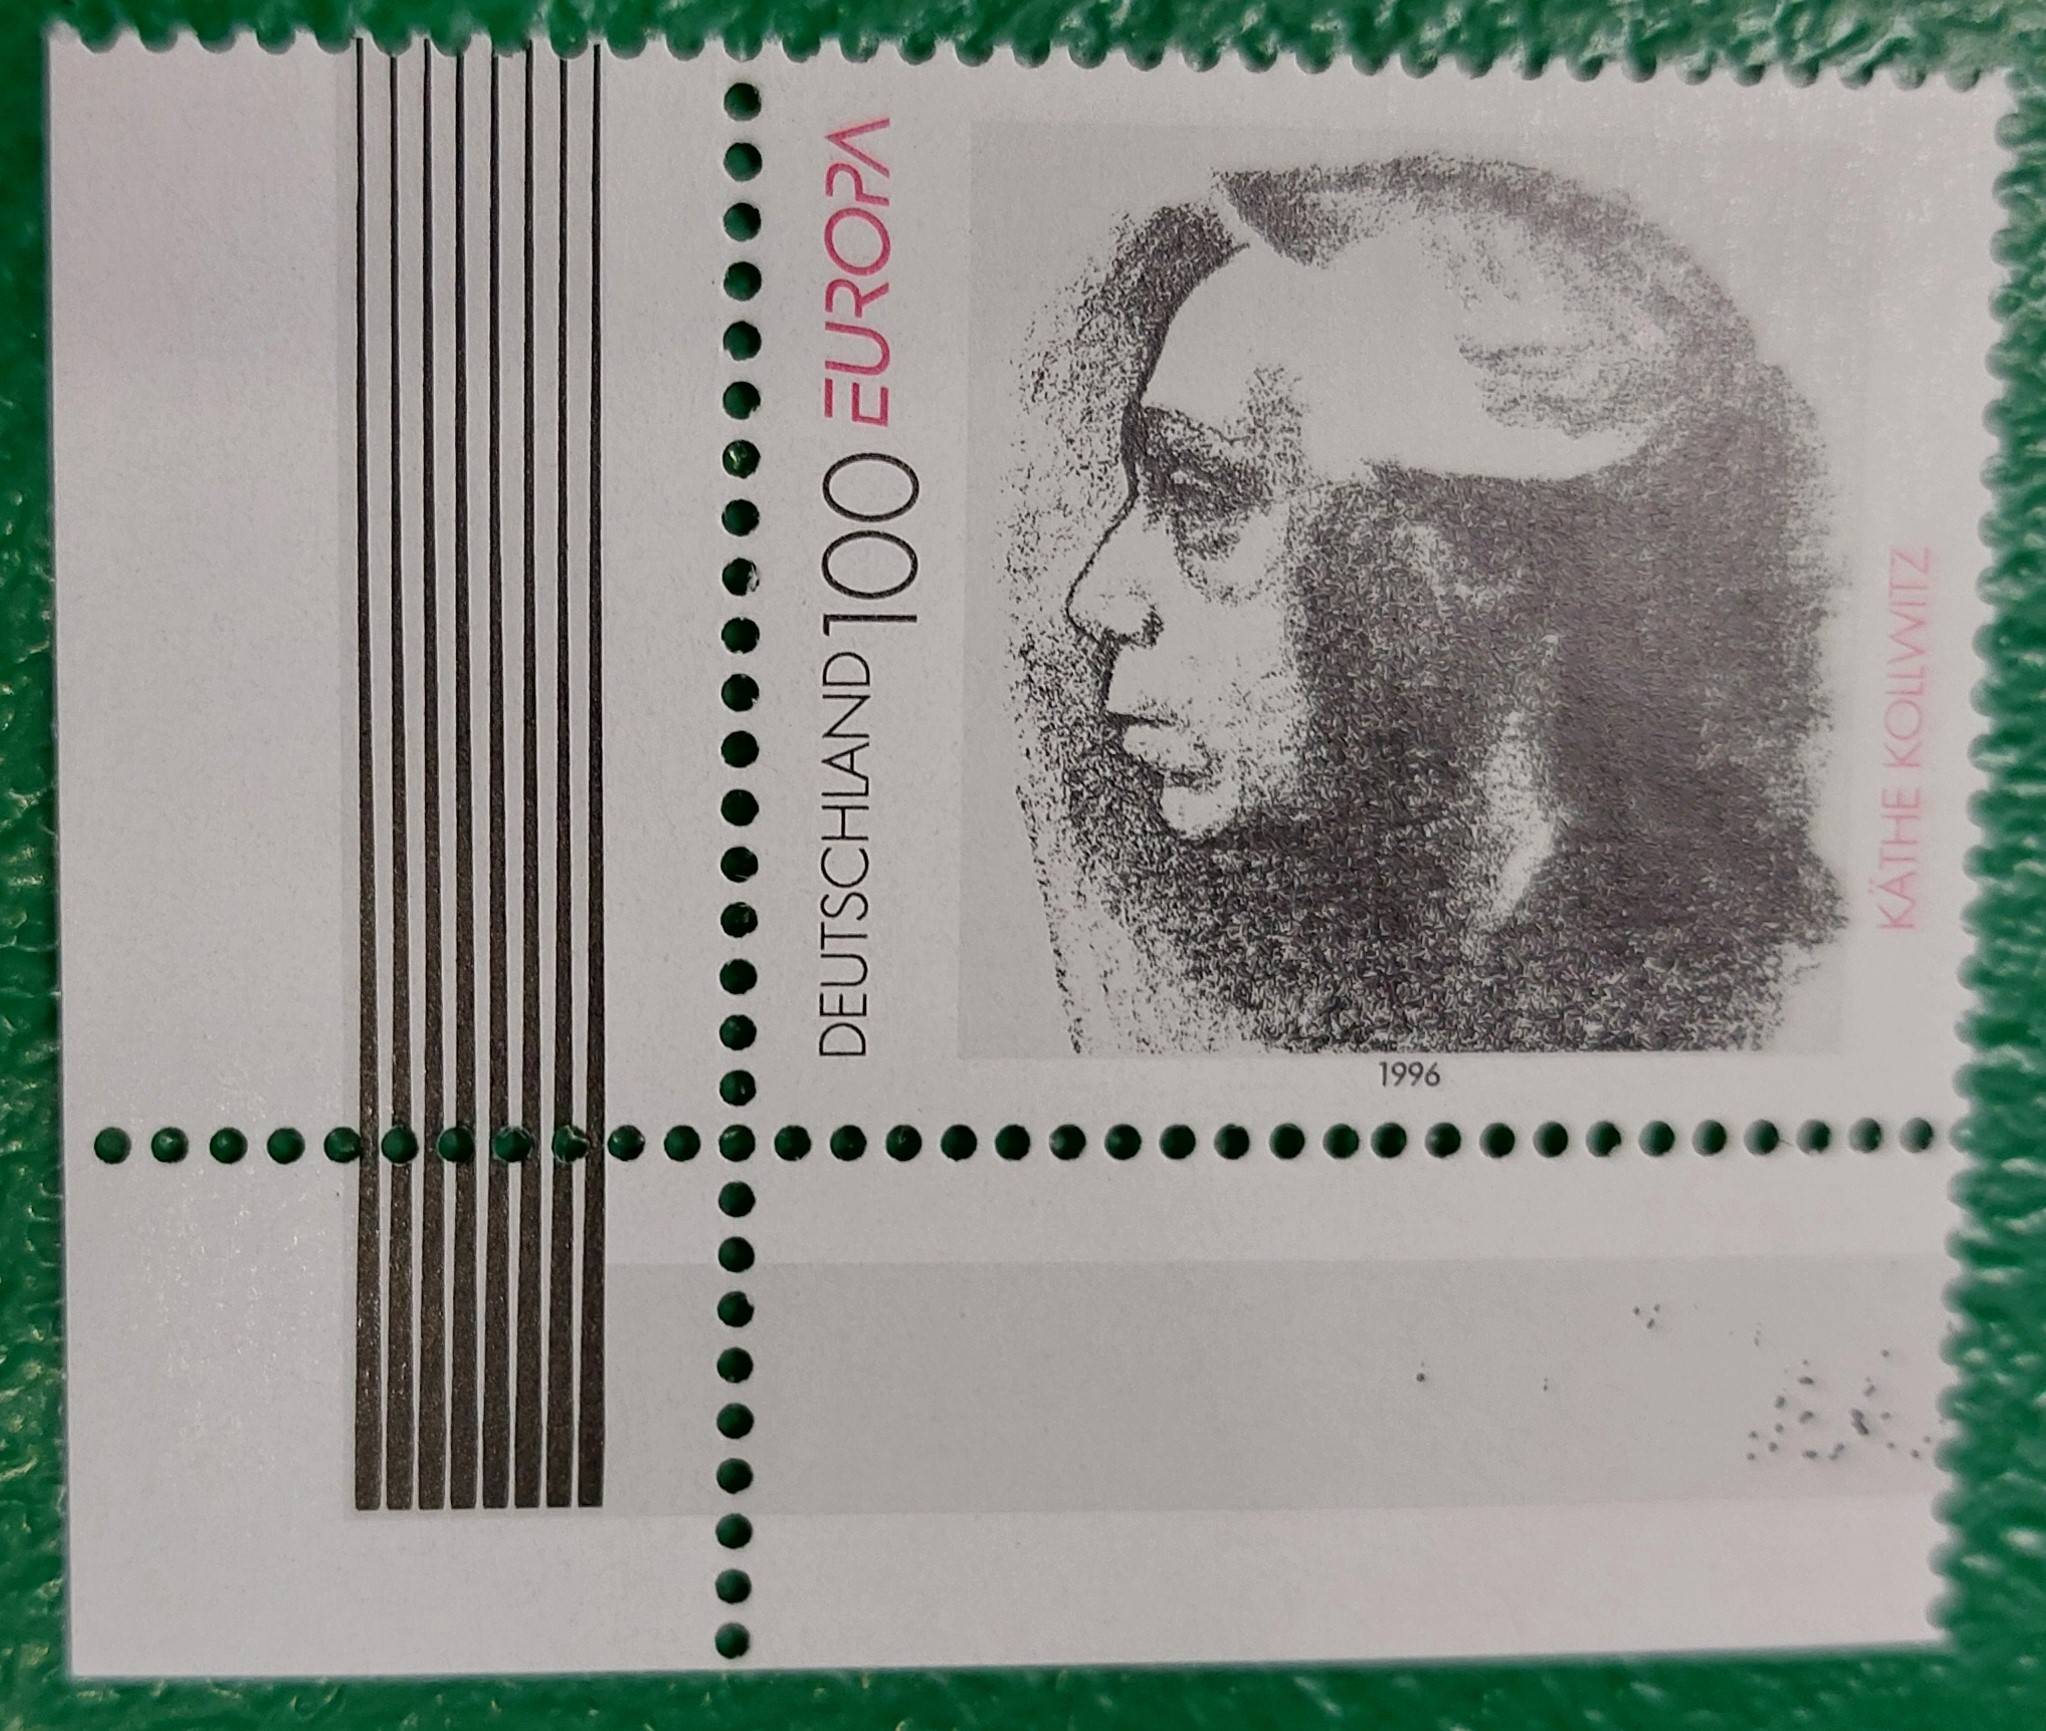 DEUTSCHLAND 100 EUROPA
KÄTHE KOLLWITZ
1996